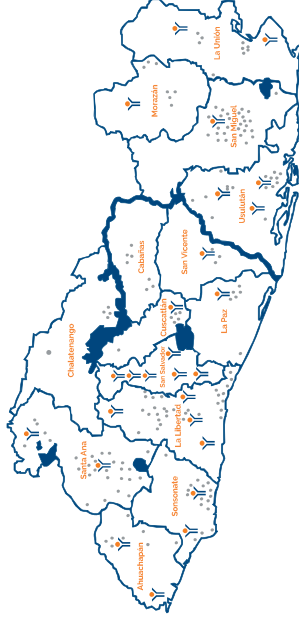 Ahuachapán
Santa Ana
Sonsonate
La Libertad
Chalatenango
San Salvador
Cuscatlán
La Paz
Cabañas
San Vicente
Usulután
San Miguel
Morazán
La Unión